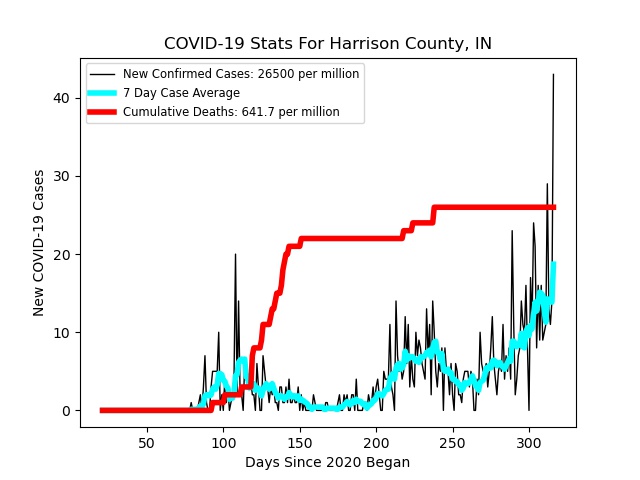 COVID-19 Stats For Harrison County, IN
New Confirmed Cases: 26500 per million
7 Day Case Average
Cumulative Deaths: 641.7 per million
New COVID-19 Cases
40
30
20
10
0
50 100 150 200 250 300
Days Since 2020 Began